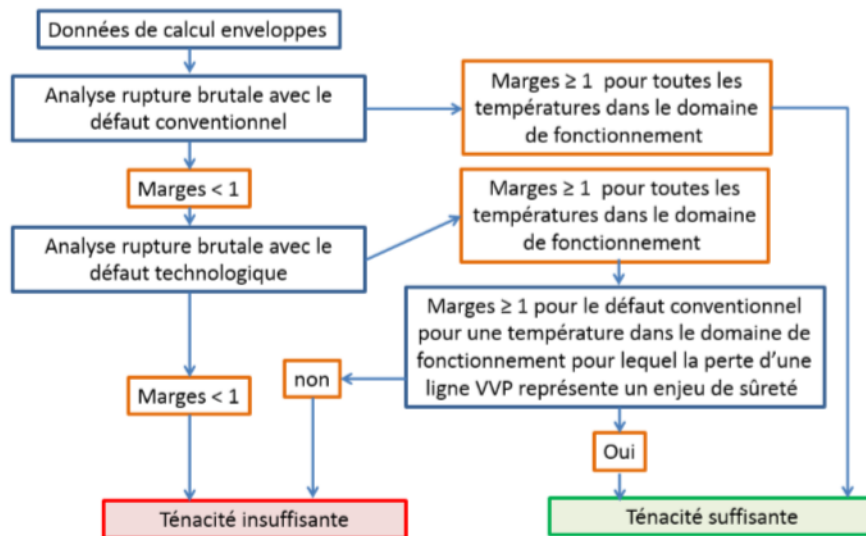 Données de calcul enveloppes
Analyse rupture brutale avec le
défaut conventionnel
Marges ≥ 1 pour toutes les
températures dans le domaine
de fonctionnement
Marges < 1
Marges ≥ 1 pour toutes les
températures dans le domaine
de fonctionnement
Analyse rupture brutale avec le
défaut technologique
Marges ≥ 1 pour le défaut conventionnel
pour une température dans le domaine de
fonctionnement pour lequel la perte d’une
ligne VVP représente un enjeu de sûreté
non
Marges < 1
Oui
Ténacité insuffisante
Ténacité suffisante